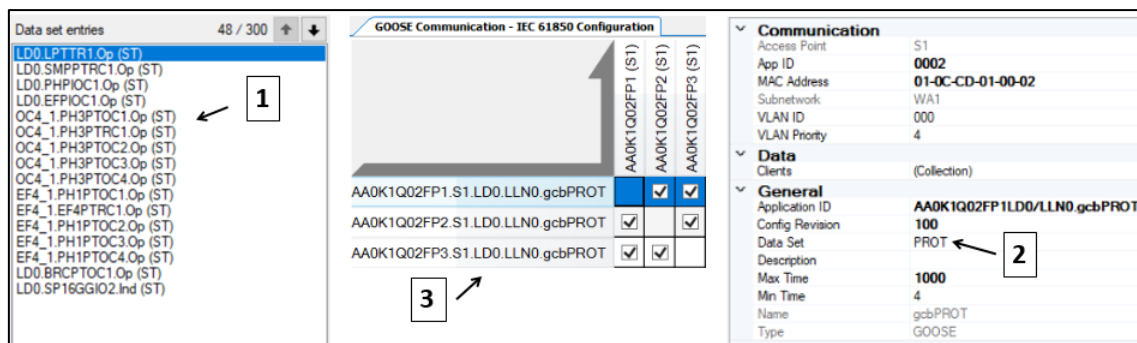 Data set entries 48 / 300
LD0.LPTTR1.Op (ST)
LD0.SMPPTRC1.Op (ST)
LD0.PHPIOC1.Op (ST)
LD0.EFPIOC1.Op (ST)
OC4_1.PH3PTOC1.Op (ST)
OC4_1.PH3PTRC1.Op (ST)
OC4_1.PH3PTOC2.Op (ST)
OC4_1.PH3PTOC3.Op (ST)
OC4_1.PH3PTOC4.Op (ST)
EF4_1.PH1PTOC1.Op (ST)
EF4_1.EF4PTRC1.Op (ST)
EF4_1.PH1PTOC2.Op (ST)
EF4_1.PH1PTOC3.Op (ST)
EF4_1.PH1PTOC4.Op (ST)
LD0.BRCPTOC1.Op (ST)
LD0.SP16GGIO2.Ind (ST)
1
GOOSE Communication - IEC 61850 Configuration
AA0K1Q02FP1 (S1)
AA0K1Q02FP2 (S1)
AA0K1Q02FP3 (S1)
AA0K1Q02FP1.S1.LD0.LLN0.gcbPROT
AA0K1Q02FP2.S1.LD0.LLN0.gcbPROT
AA0K1Q02FP3.S1.LD0.LLN0.gcbPROT
3
Communication
Access Point S1
App ID 0002
MAC Address 01-0C-CD-01-00-02
Subnetwork WA1
VLAN ID 000
VLAN Priority 4
Data
Clients (Collection)
General
Application ID AA0K1Q02FP1LD0/LLN0.gcbPROT
Config Revision 100
Data Set PROT
2
Description
Max Time 1000
Min Time 4
Name gcbPROT
Type GOOSE